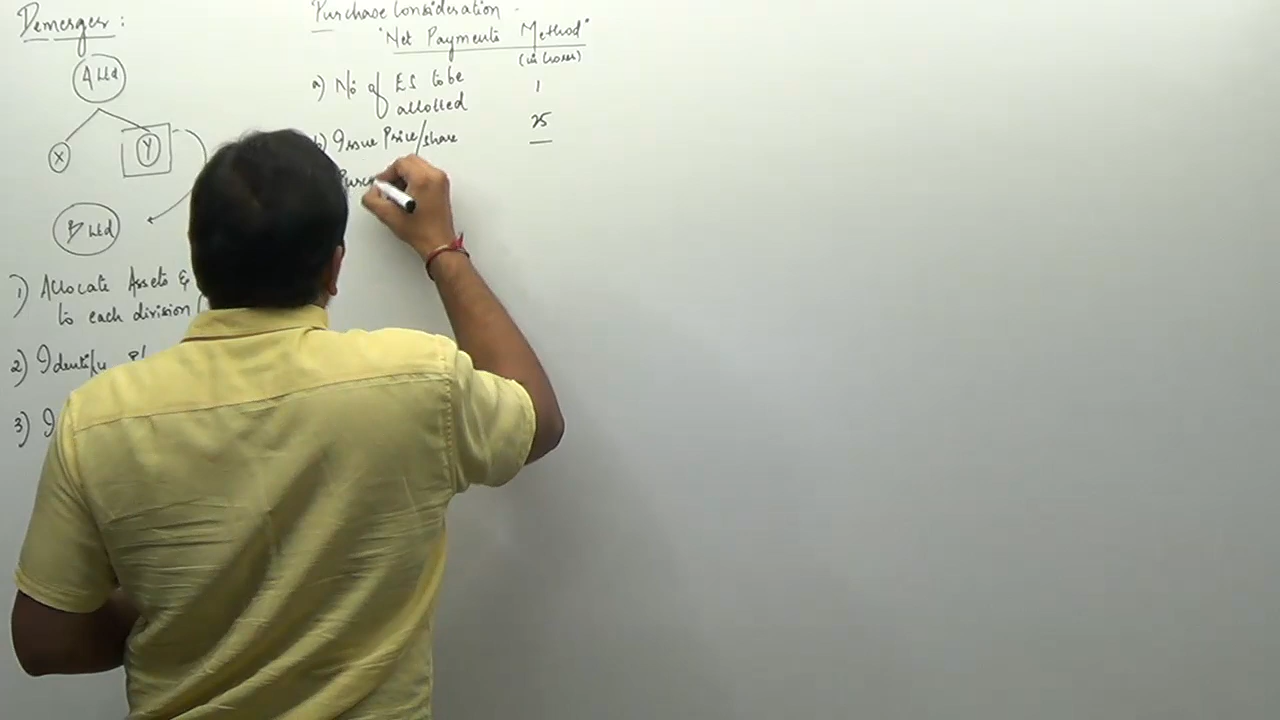 Demerger :
A Ltd
X
Y
B Ltd
1) Allocate Assets &
to each division (
2) Identify
3) I
Purchase Consideration -
"Net Payments Method"
(in crores)
a) No of ES to be 1
allotted
b) Issue Price/share 25
Purc